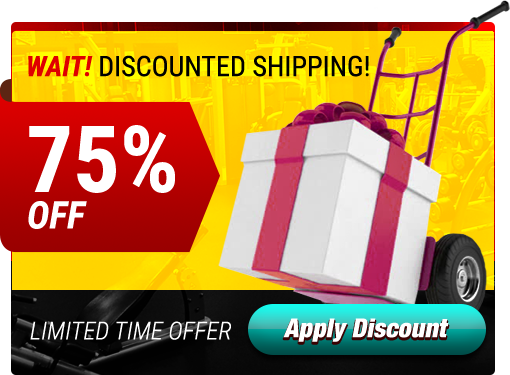 WAIT! DISCOUNTED SHIPPING!
75%
OFF
LIMITED TIME OFFER
Apply Discount